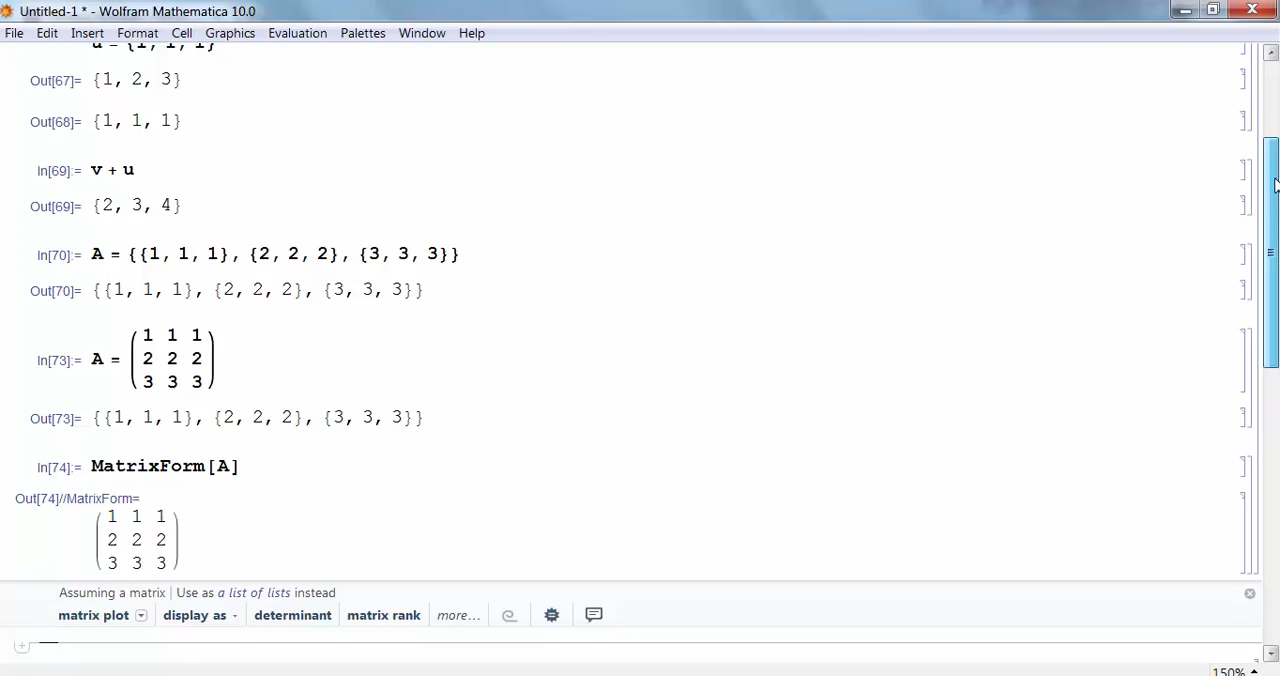 Untitled-1 * - Wolfram Mathematica 10.0
File Edit Insert Format Cell Graphics Evaluation Palettes Window Help
u = {1, 1, 1}
Out[67]= {1, 2, 3}
Out[68]= {1, 1, 1}
In[69]:= v + u
Out[69]= {2, 3, 4}
In[70]:= A = {{1, 1, 1}, {2, 2, 2}, {3, 3, 3}}
Out[70]= {{1, 1, 1}, {2, 2, 2}, {3, 3, 3}}
1 1 1
In[73]:= A = 2 2 2
3 3 3
Out[73]= {{1, 1, 1}, {2, 2, 2}, {3, 3, 3}}
In[74]:= MatrixForm[A]
Out[74]//MatrixForm=
1 1 1
2 2 2
3 3 3
Assuming a matrix | Use as a list of lists instead
matrix plot display as determinant matrix rank more...
150%